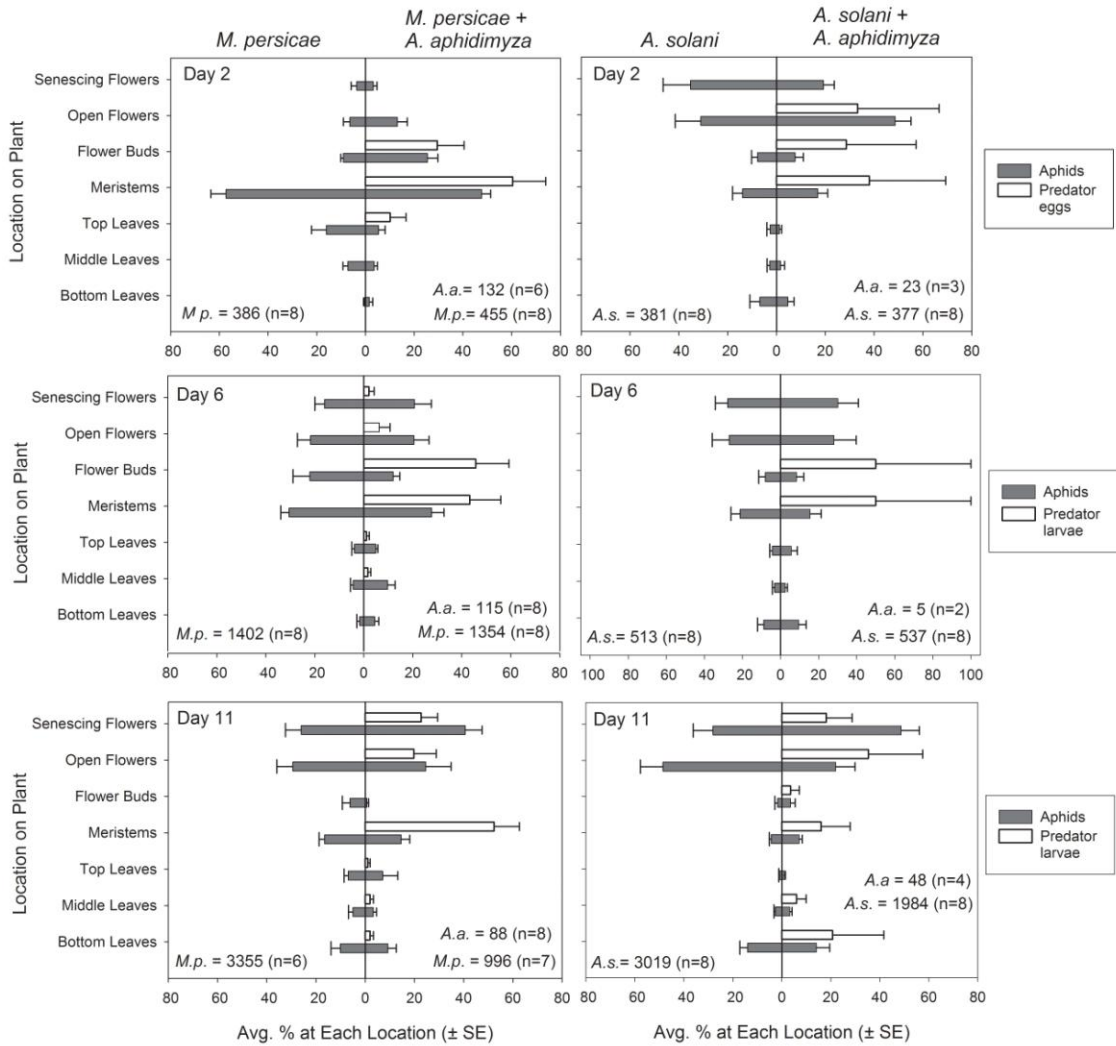 M. persicae
M. persicae +
A. aphidimyza
A. solani
A. solani +
A. aphidimyza
Location on Plant
Day 2
Senescing Flowers
Open Flowers
Flower Buds
Meristems
Top Leaves
Middle Leaves
Bottom Leaves
M p. = 386 (n=8)
A.a.= 132 (n=6)
M.p.= 455 (n=8)
80 60 40 20 0 20 40 60 80
Day 2
A.s. = 381 (n=8)
A.a. = 23 (n=3)
A.s. = 377 (n=8)
80 60 40 20 0 20 40 60 80
Aphids
Predator
eggs
Location on Plant
Day 6
Senescing Flowers
Open Flowers
Flower Buds
Meristems
Top Leaves
Middle Leaves
Bottom Leaves
M.p. = 1402 (n=8)
A.a. = 115 (n=8)
M.p. = 1354 (n=8)
80 60 40 20 0 20 40 60 80
Day 6
A.s.= 513 (n=8)
A.a. = 5 (n=2)
A.s. = 537 (n=8)
100 80 60 40 20 0 20 40 60 80 100
Aphids
Predator
larvae
Location on Plant
Day 11
Senescing Flowers
Open Flowers
Flower Buds
Meristems
Top Leaves
Middle Leaves
Bottom Leaves
M.p. = 3355 (n=6)
A.a. = 88 (n=8)
M.p. = 996 (n=7)
80 60 40 20 0 20 40 60 80
Avg. % at Each Location (± SE)
Day 11
A.s.= 3019 (n=8)
A.a = 48 (n=4)
A.s. = 1984 (n=8)
80 60 40 20 0 20 40 60 80
Avg. % at Each Location (± SE)
Aphids
Predator
larvae